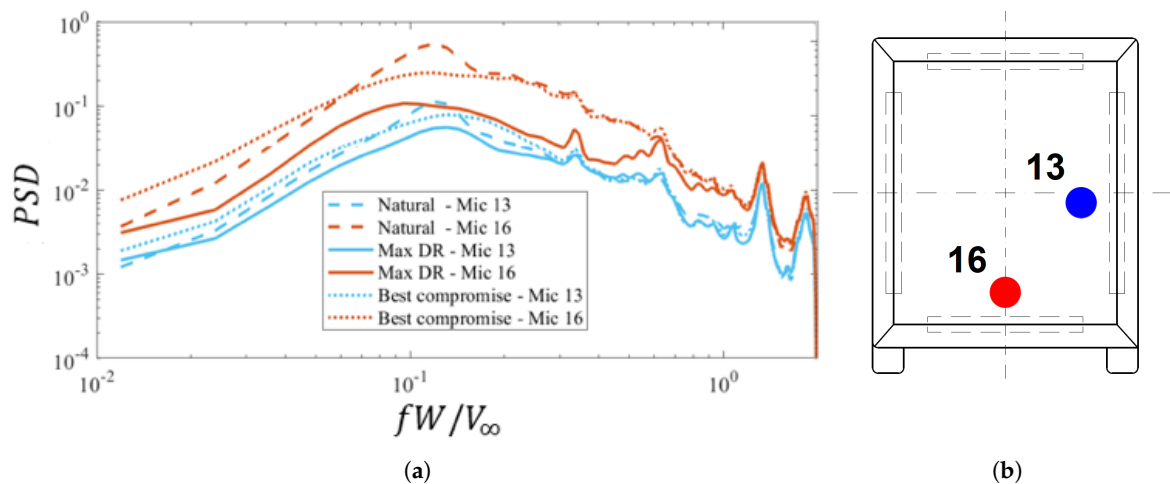 10^0
10^-1
10^-2
10^-3
10^-4
PSD
Natural - Mic 13
Natural - Mic 16
Max DR - Mic 13
Max DR - Mic 16
Best compromise - Mic 13
Best compromise - Mic 16
10^-2
10^-1
10^0
fW/V∞
(a)
13
16
(b)